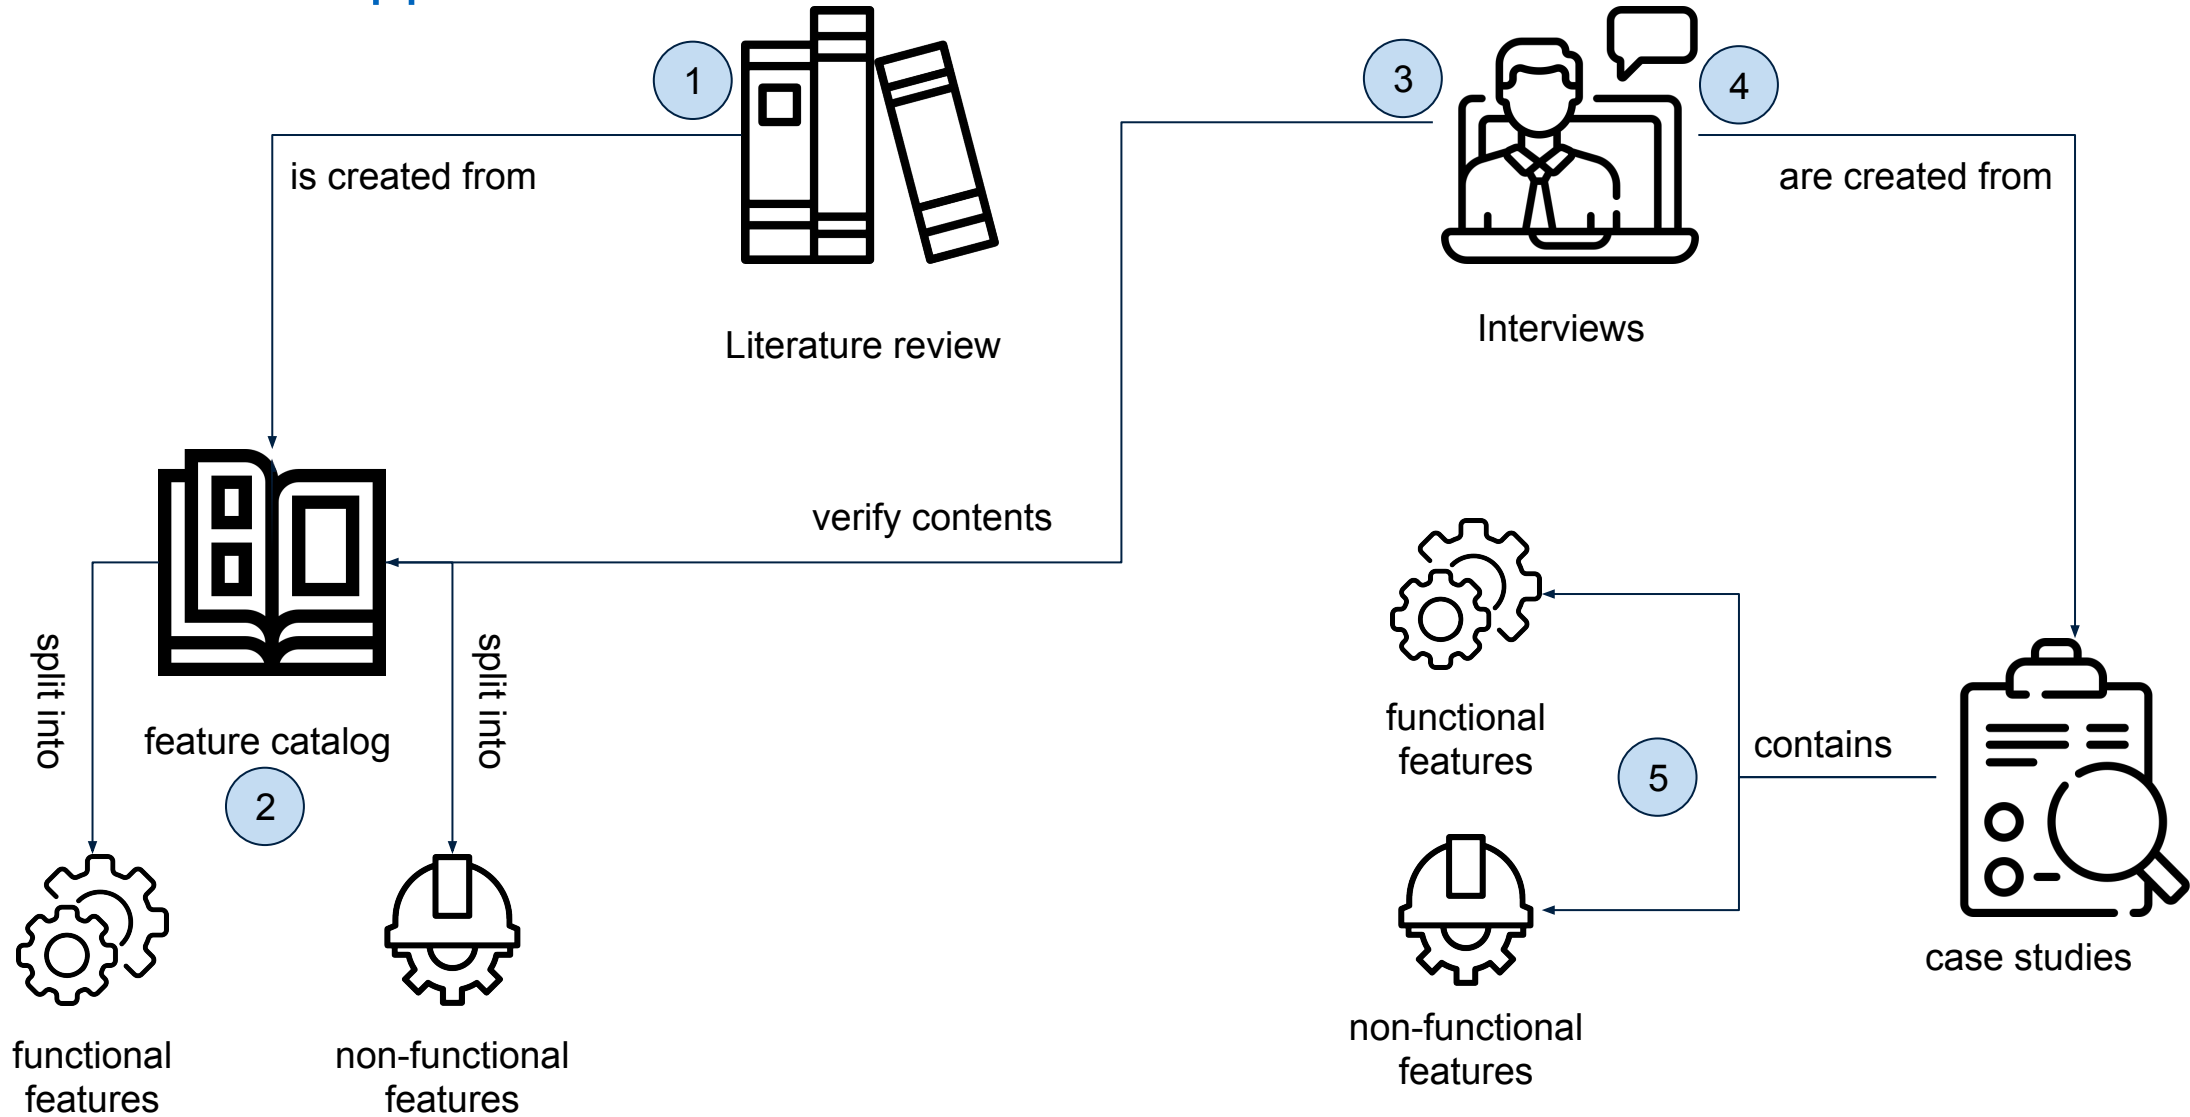 1
3
4
is created from
are created from
Literature review
Interviews
verify contents
split into
split into
feature catalog
2
functional
features
5
contains
non-functional
features
case studies
functional
features
non-functional
features